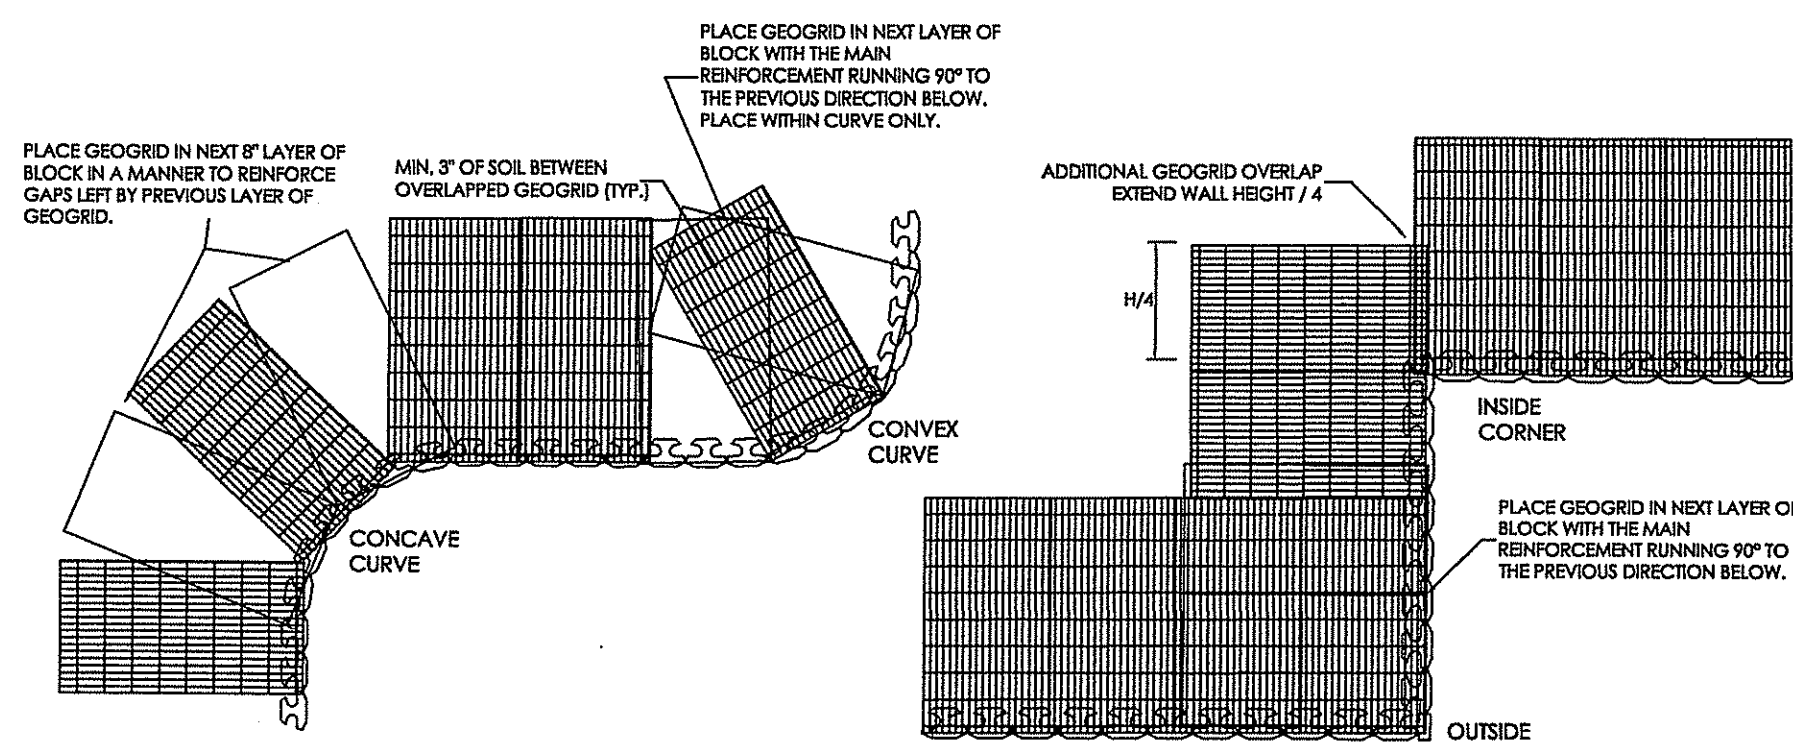 PLACE GEOGRID IN NEXT LAYER OF
BLOCK WITH THE MAIN
REINFORCEMENT RUNNING 90° TO
THE PREVIOUS DIRECTION BELOW.
PLACE WITHIN CURVE ONLY.
PLACE GEOGRID IN NEXT 8" LAYER OF
BLOCK IN A MANNER TO REINFORCE
GAPS LEFT BY PREVIOUS LAYER OF
GEOGRID.
MIN. 3" OF SOIL BETWEEN
OVERLAPPED GEOGRID (TYP.)
CONVEX
CURVE
CONCAVE
CURVE
ADDITIONAL GEOGRID OVERLAP
EXTEND WALL HEIGHT / 4
H/4
INSIDE
CORNER
PLACE GEOGRID IN NEXT LAYER O
BLOCK WITH THE MAIN
REINFORCEMENT RUNNING 90° TO
THE PREVIOUS DIRECTION BELOW.
OUTSIDE